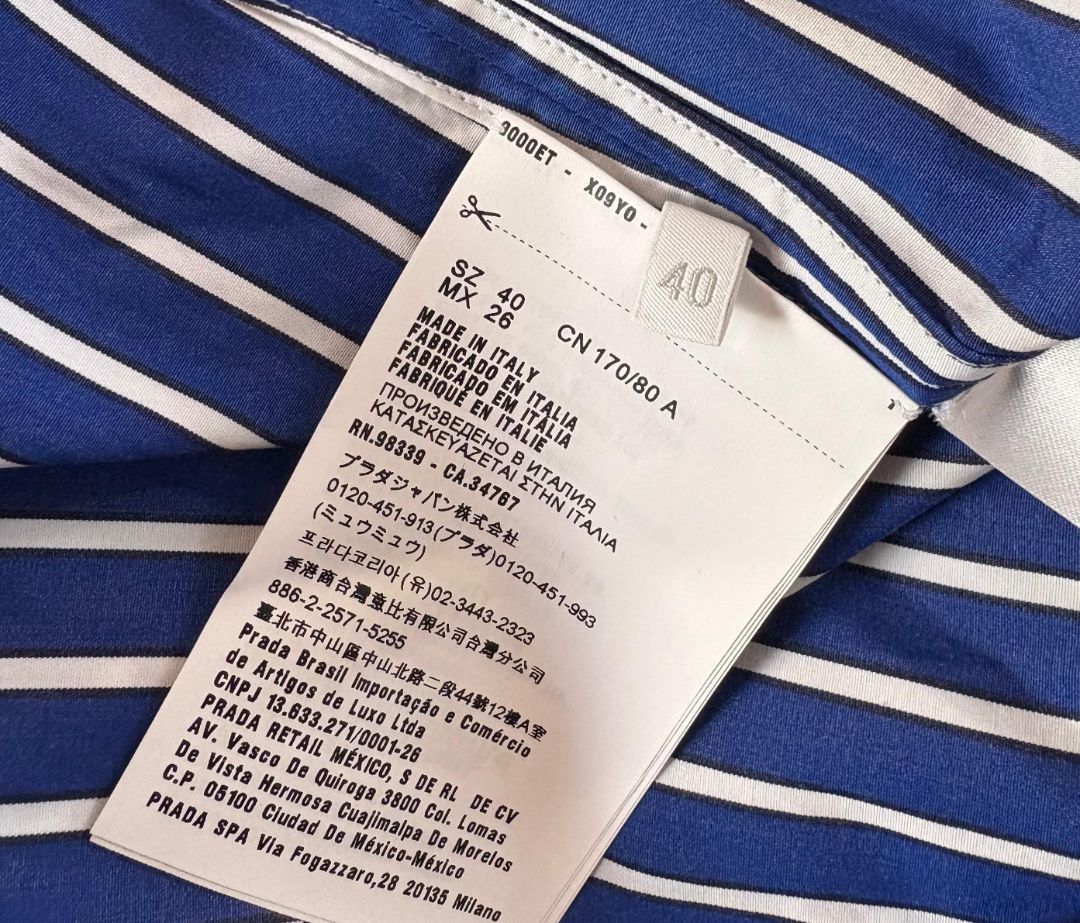 3000ET - X09Y0 -
40
SZ 40
MX 26
CN 170/80 A
MADE IN ITALY
FABRICADO EN ITALIA
FABRICADO EM ITÁLIA
FABRIQUÉ EN ITALIE
ПРОИЗВЕДЕНО В ИТАЛИЯ
ΚΑΤΑΣΚΕΥΑΖΕΤΑΙ ΣΤΗΝ ΙΤΑΛΙΑ
RN.98339 - CA.34767
プラダジャパン株式会社
0120-451-913(プラダ)0120-451-993
(ミュウミュウ)
프라다코리아(유)02-3443-2323
香港商台灣意比有限公司台灣分公司
886-2-2571-5255
臺北市中山區中山北路二段44號12樓A室
Prada Brasil Importação e Comércio
de Artigos de Luxo Ltda
CNPJ 13.633.271/0001-26
PRADA RETAIL MÉXICO, S DE RL DE CV
AV. Vasco De Quiroga 3800 Col. Lomas
De Vista Hermosa Cuajimalpa De Morelos
C.P. 05100 Ciudad De México-México
PRADA SPA Via Fogazzaro,28 20135 Milano